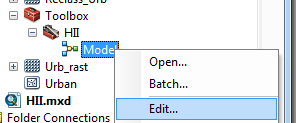 Reclass_Urb
Toolbox
HII
Model
Open...
Batch...
Urb_rast
Urban
Edit...
HII.mxd
Folder Connections